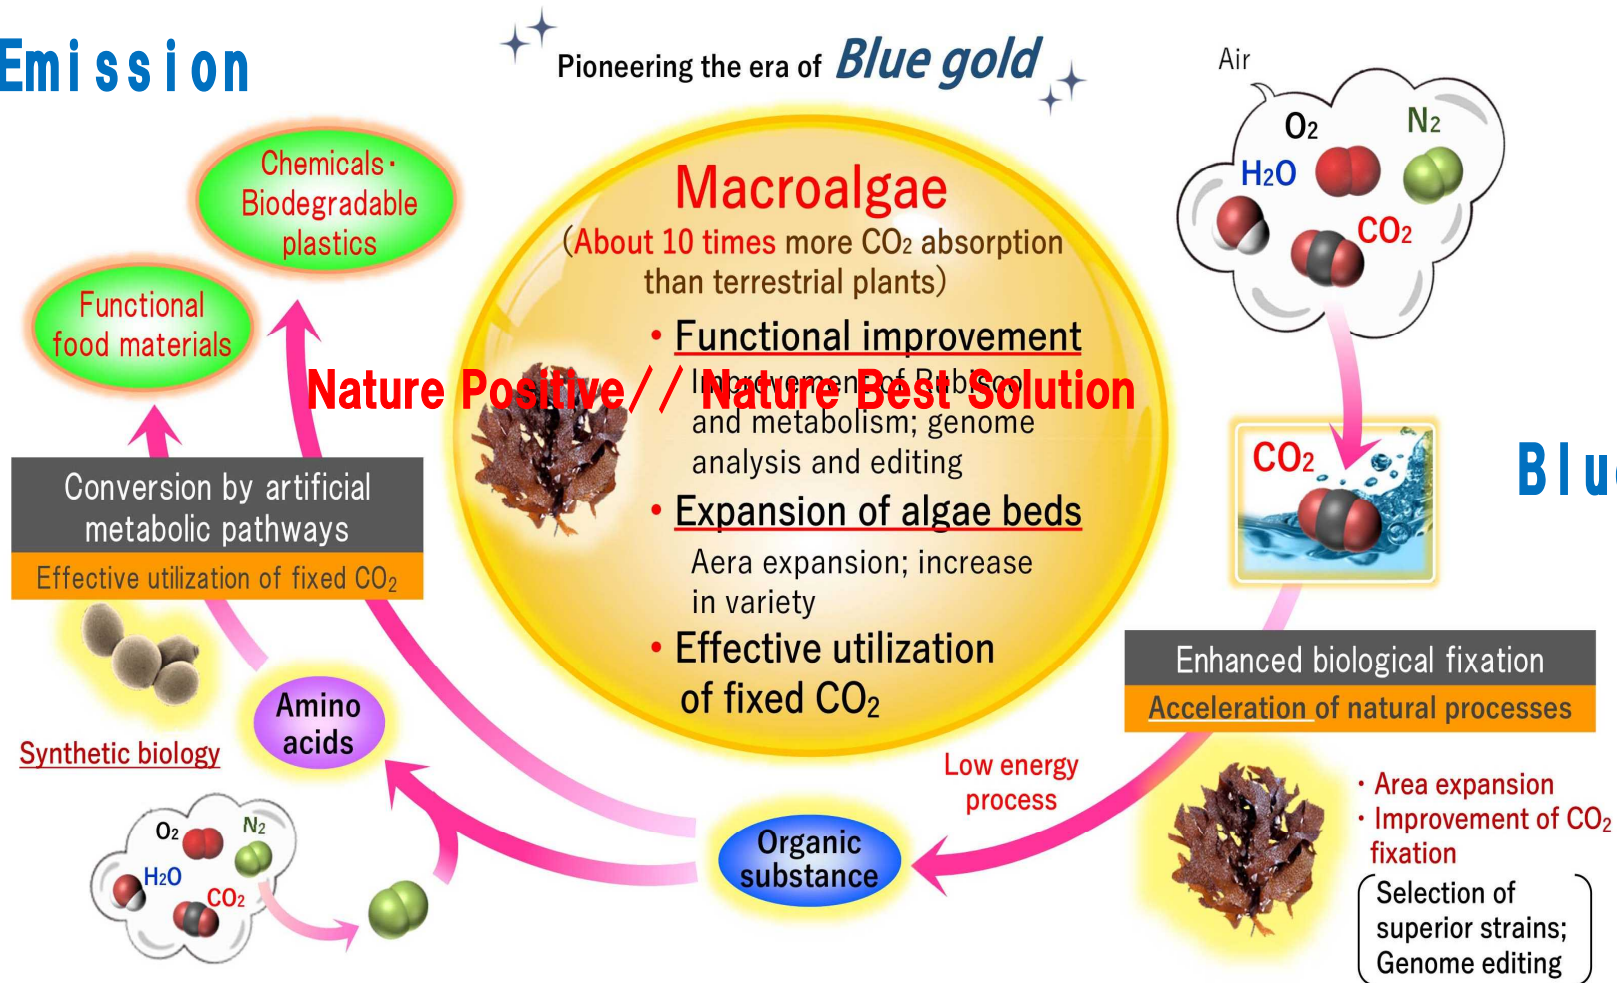 Emission
Pioneering the era of Blue gold
Air
O2
N2
H2O
CO2
Chemicals・
Biodegradable
plastics
Functional
food materials
Macroalgae
(About 10 times more CO2 absorption
than terrestrial plants)
・Functional improvement
Improvement of Rubisco
and metabolism; genome
analysis and editing
Nature Positive// Nature Best Solution
・Expansion of algae beds
Aera expansion; increase
in variety
・Effective utilization
of fixed CO2
CO2
Blu
Conversion by artificial
metabolic pathways
Effective utilization of fixed CO2
Enhanced biological fixation
Acceleration of natural processes
Amino
acids
Synthetic biology
O2
N2
H2O
CO2
Low energy
process
Organic
substance
・Area expansion
・Improvement of CO2
fixation
Selection of
superior strains;
Genome editing